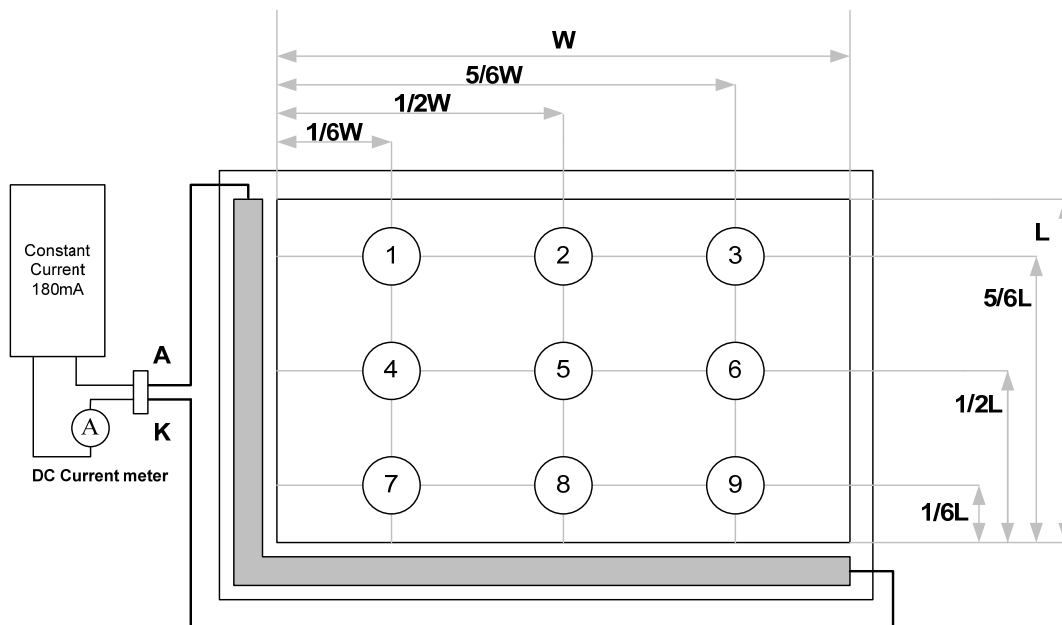 W
5/6W
1/2W
1/6W
Constant
Current
180mA
A
K
A
DC Current meter
1 2 3
4 5 6
7 8 9
L
5/6L
1/2L
1/6L